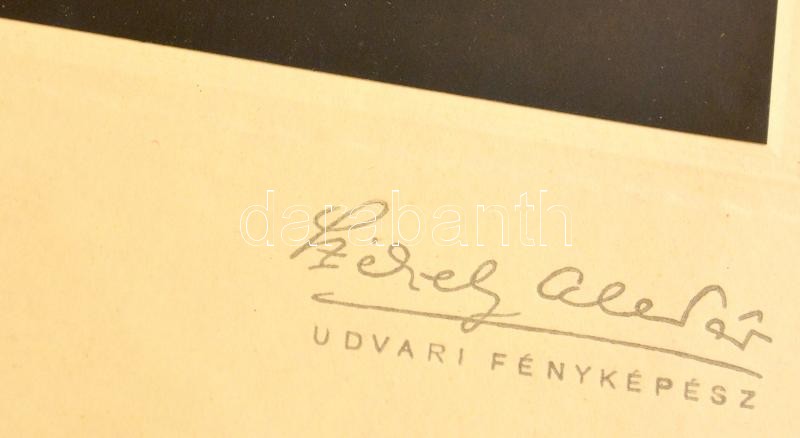 darabanth
Székely Aladár
UDVARI FÉNYKÉPÉSZ